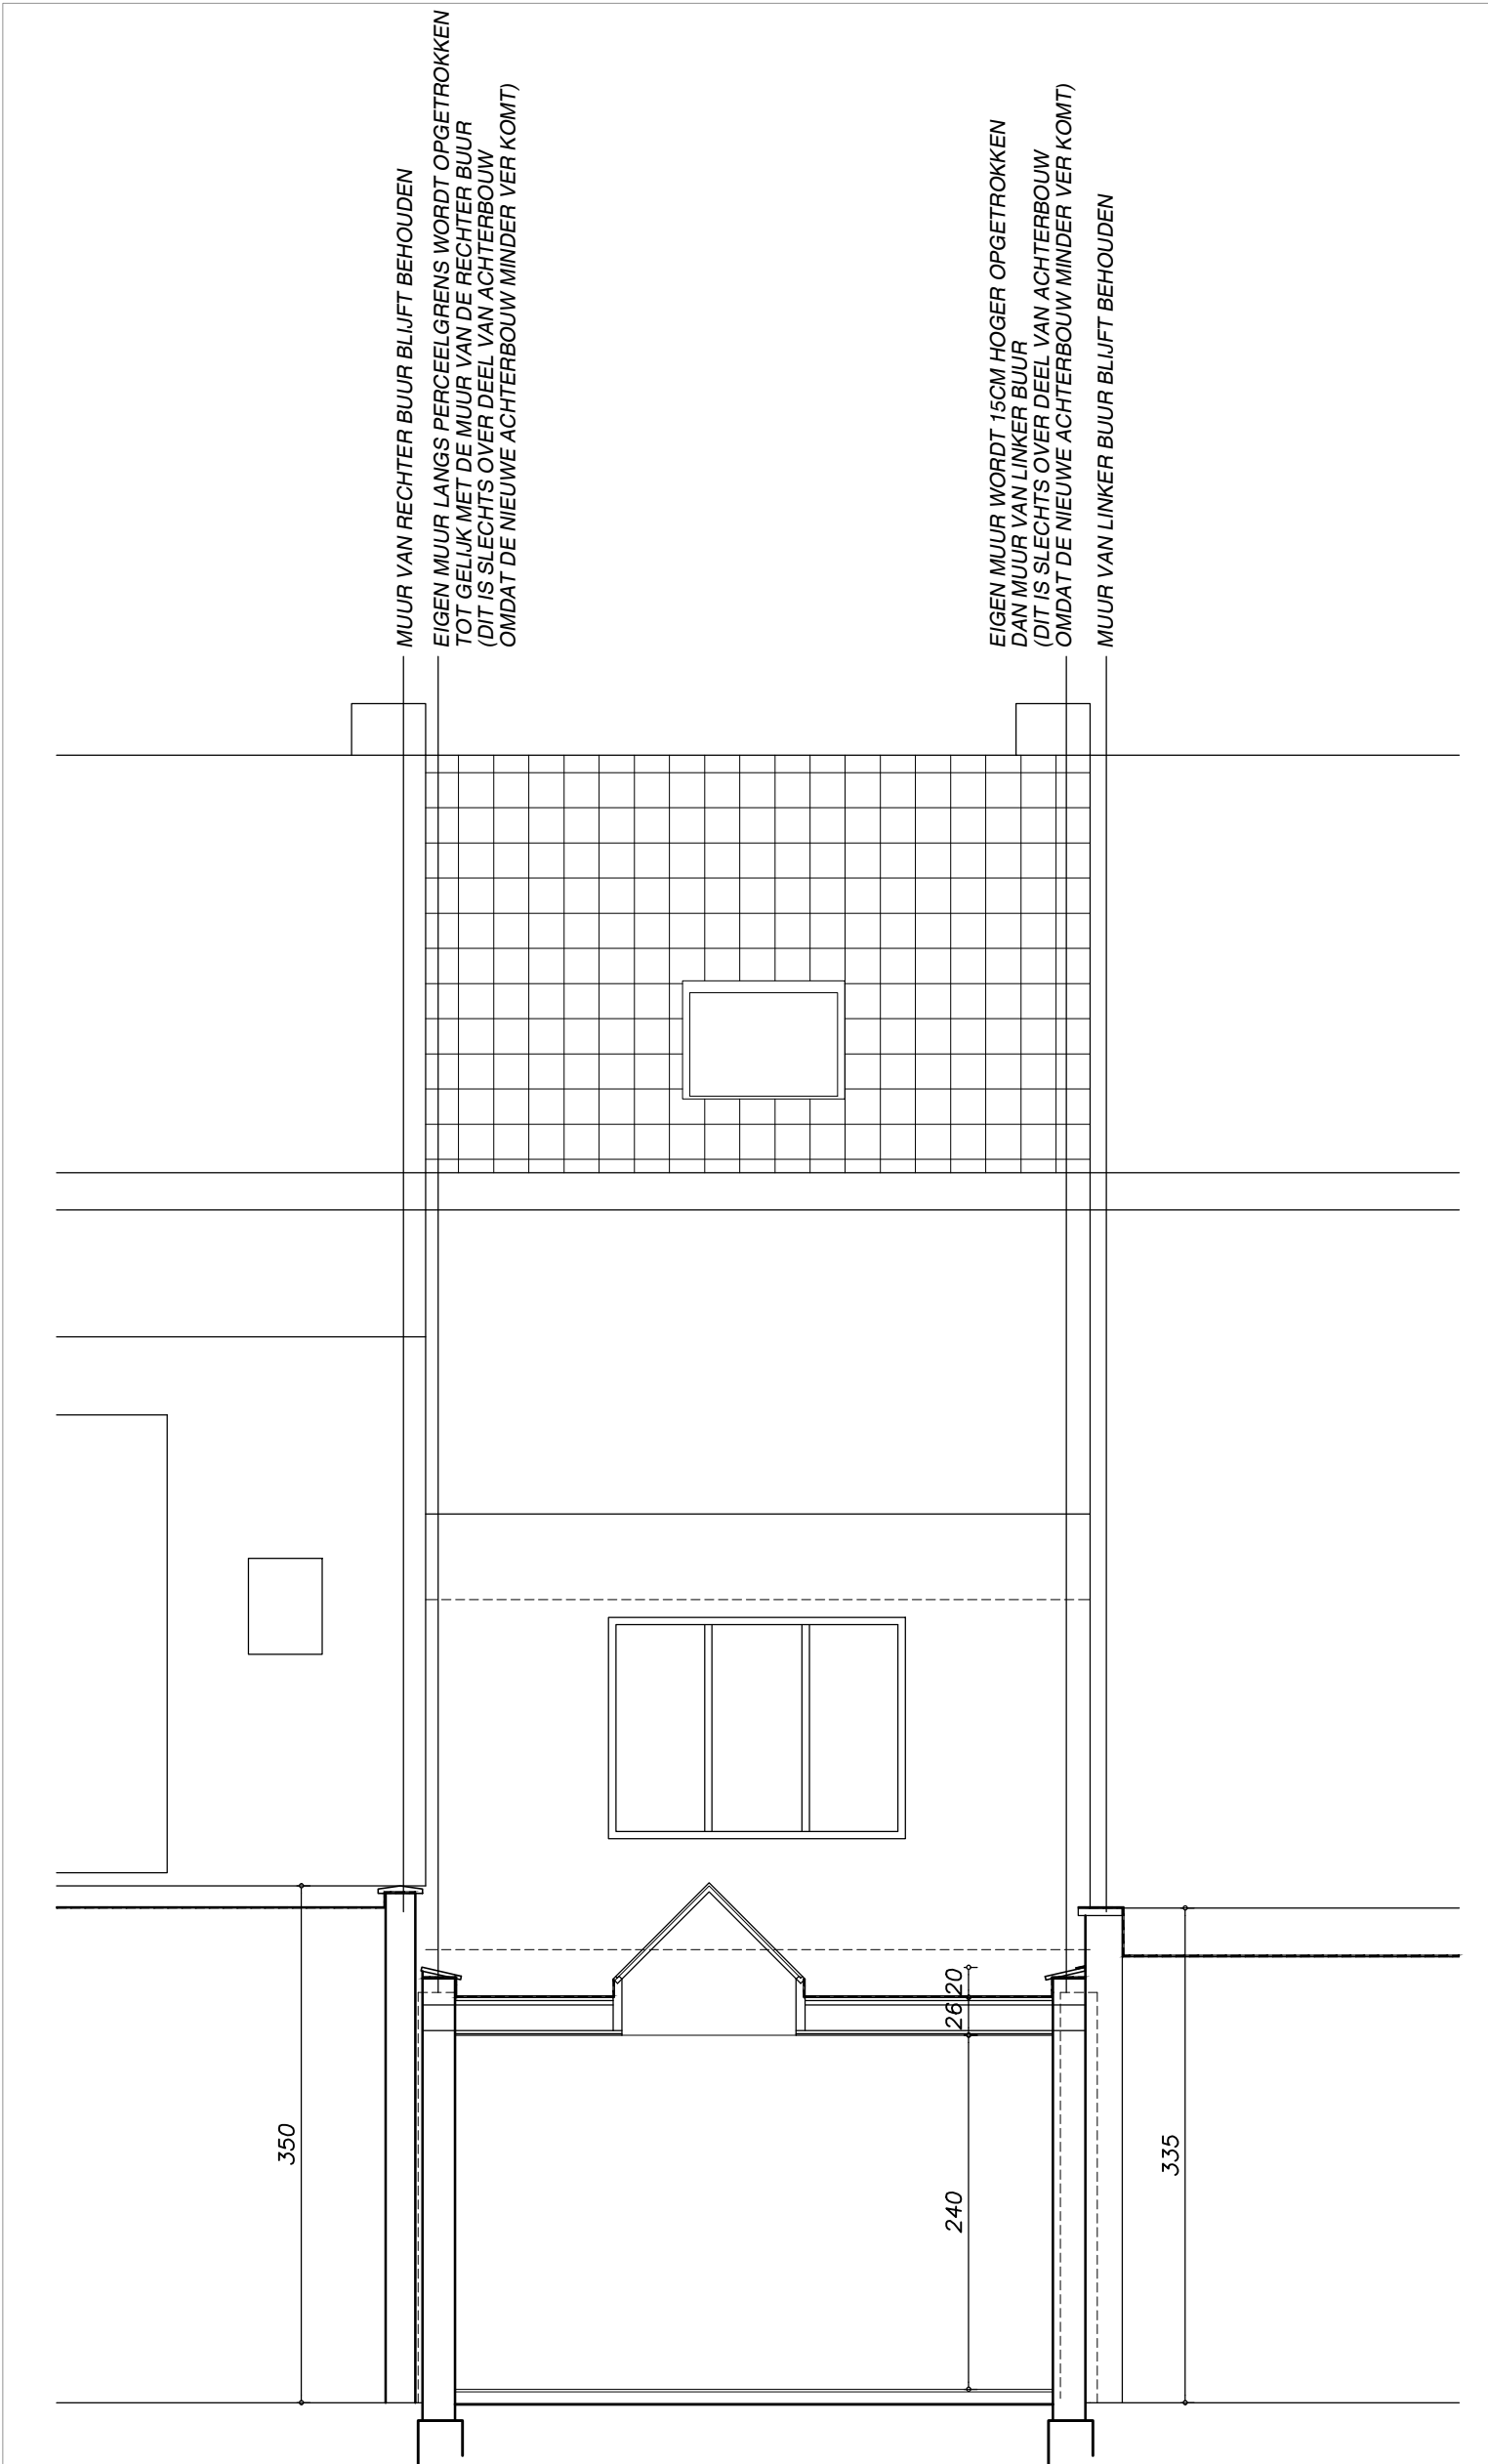 MUUR VAN RECHTER BUUR BLIJFT BEHOUDEN
EIGEN MUUR LANGS PERCEELGRENS WORDT OPGETROKKEN
TOT GELIJK MET DE MUUR VAN DE RECHTER BUUR
(DIT IS SLECHTS OVER DEEL VAN ACHTERBOUW
OMDAT DE NIEUWE ACHTERBOUW MINDER VER KOMT)
EIGEN MUUR WORDT 15CM HOGER OPGETROKKEN
DAN MUUR VAN LINKER BUUR
(DIT IS SLECHTS OVER DEEL VAN ACHTERBOUW
OMDAT DE NIEUWE ACHTERBOUW MINDER VER KOMT)
MUUR VAN LINKER BUUR BLIJFT BEHOUDEN
350
240
26
20
335